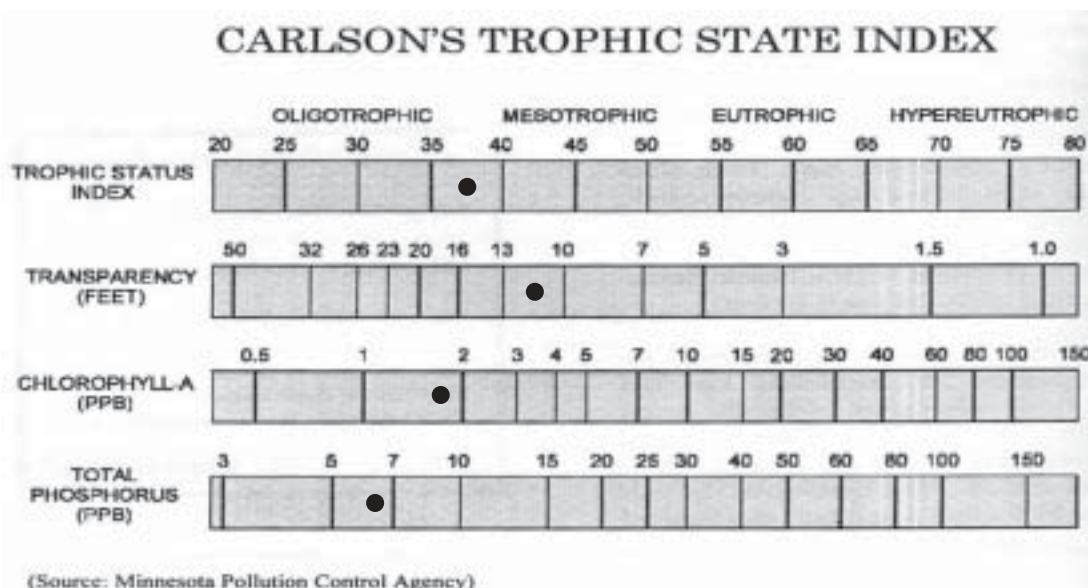 CARLSON'S TROPHIC STATE INDEX
OLIGOTROPHIC MESOTROPHIC EUTROPHIC HYPEREUTROPHIC
20 25 30 35 40 45 50 55 60 65 70 75 80
TROPHIC STATUS
INDEX
50 32 26 23 20 16 13 10 7 5 3 1.5 1.0
TRANSPARENCY
(FEET)
0.5 1 2 3 4 5 7 10 15 20 30 40 60 80 100 150
CHLOROPHYLL-A
(PPB)
3 5 7 10 15 20 25 30 40 50 60 80 100 150
TOTAL
PHOSPHORUS
(PPB)
(Source: Minnesota Pollution Control Agency)